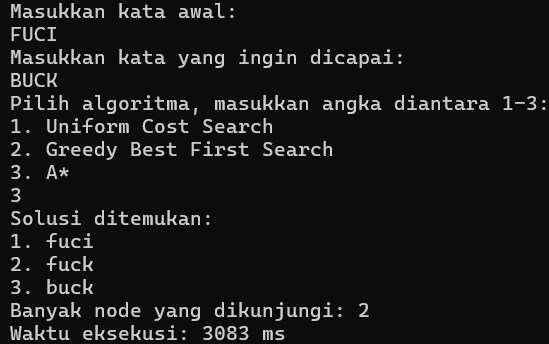 Masukkan kata awal:
FUCI
Masukkan kata yang ingin dicapai:
BUCK
Pilih algoritma, masukkan angka diantara 1-3:
1. Uniform Cost Search
2. Greedy Best First Search
3. A*
3
Solusi ditemukan:
1. fuci
2. fuck
3. buck
Banyak node yang dikunjungi: 2
Waktu eksekusi: 3083 ms